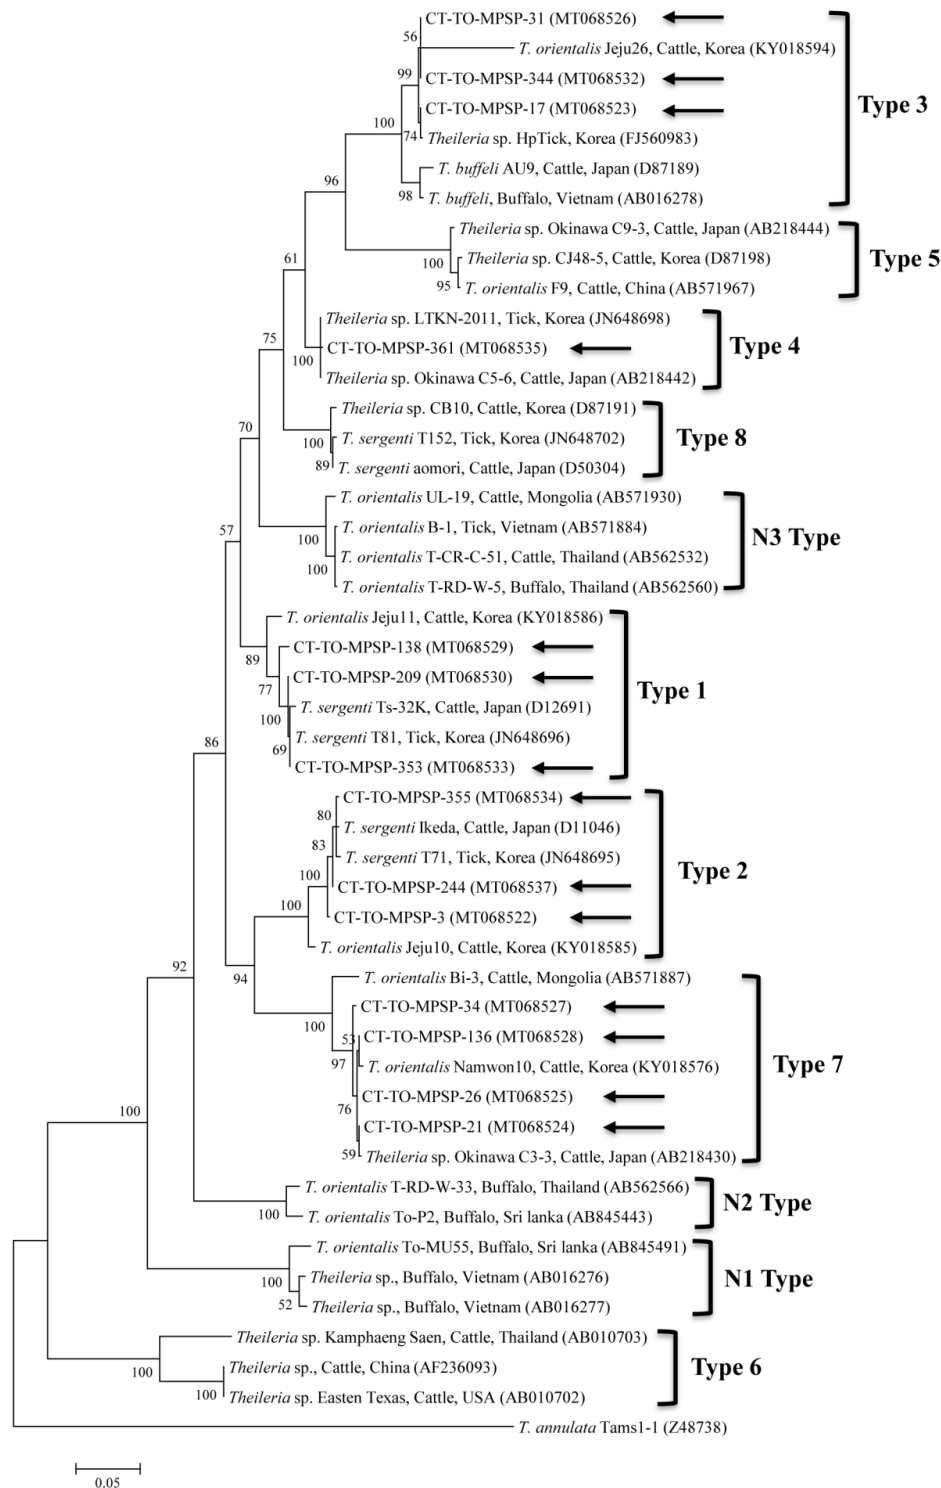 CT-TO-MPSP-31 (MT068526)
56
T. orientalis Jeju26, Cattle, Korea (KY018594)
99
CT-TO-MPSP-344 (MT068532)
Type 3
CT-TO-MPSP-17 (MT068523)
100
74
Theileria sp. HpTick, Korea (FJ560983)
T. buffeli AU9, Cattle, Japan (D87189)
96
98
T. buffeli, Buffalo, Vietnam (AB016278)
Theileria sp. Okinawa C9-3, Cattle, Japan (AB218444)
61
100
Theileria sp. CJ48-5, Cattle, Korea (D87198)
Type 5
95
T. orientalis F9, Cattle, China (AB571967)
Theileria sp. LTKN-2011, Tick, Korea (JN648698)
75
CT-TO-MPSP-361 (MT068535)
Type 4
100
Theileria sp. Okinawa C5-6, Cattle, Japan (AB218442)
Theileria sp. CB10, Cattle, Korea (D87191)
70
100
T. sergenti T152, Tick, Korea (JN648702)
Type 8
89
T. sergenti aomori, Cattle, Japan (D50304)
T. orientalis UL-19, Cattle, Mongolia (AB571930)
57
T. orientalis B-1, Tick, Vietnam (AB571884)
N3 Type
100
T. orientalis T-CR-C-51, Cattle, Thailand (AB562532)
100
T. orientalis T-RD-W-5, Buffalo, Thailand (AB562560)
T. orientalis Jeju11, Cattle, Korea (KY018586)
CT-TO-MPSP-138 (MT068529)
89
CT-TO-MPSP-209 (MT068530)
77
Type 1
T. sergenti Ts-32K, Cattle, Japan (D12691)
100
T. sergenti T81, Tick, Korea (JN648696)
86
69
CT-TO-MPSP-353 (MT068533)
CT-TO-MPSP-355 (MT068534)
80
T. sergenti Ikeda, Cattle, Japan (D11046)
83
T. sergenti T71, Tick, Korea (JN648695)
Type 2
100
CT-TO-MPSP-244 (MT068537)
100
CT-TO-MPSP-3 (MT068522)
T. orientalis Jeju10, Cattle, Korea (KY018585)
92
94
T. orientalis Bi-3, Cattle, Mongolia (AB571887)
CT-TO-MPSP-34 (MT068527)
100
53
CT-TO-MPSP-136 (MT068528)
97
T. orientalis Namwon10, Cattle, Korea (KY018576)
Type 7
CT-TO-MPSP-26 (MT068525)
76
100
CT-TO-MPSP-21 (MT068524)
59
Theileria sp. Okinawa C3-3, Cattle, Japan (AB218430)
T. orientalis T-RD-W-33, Buffalo, Thailand (AB562566)
N2 Type
100
T. orientalis To-P2, Buffalo, Sri lanka (AB845443)
T. orientalis To-MU55, Buffalo, Sri lanka (AB845491)
100
Theileria sp., Buffalo, Vietnam (AB016276)
N1 Type
52
Theileria sp., Buffalo, Vietnam (AB016277)
Theileria sp. Kamphaeng Saen, Cattle, Thailand (AB010703)
100
Theileria sp., Cattle, China (AF236093)
Type 6
100
Theileria sp. Easten Texas, Cattle, USA (AB010702)
T. annulata Tams1-1 (Z48738)
0.05